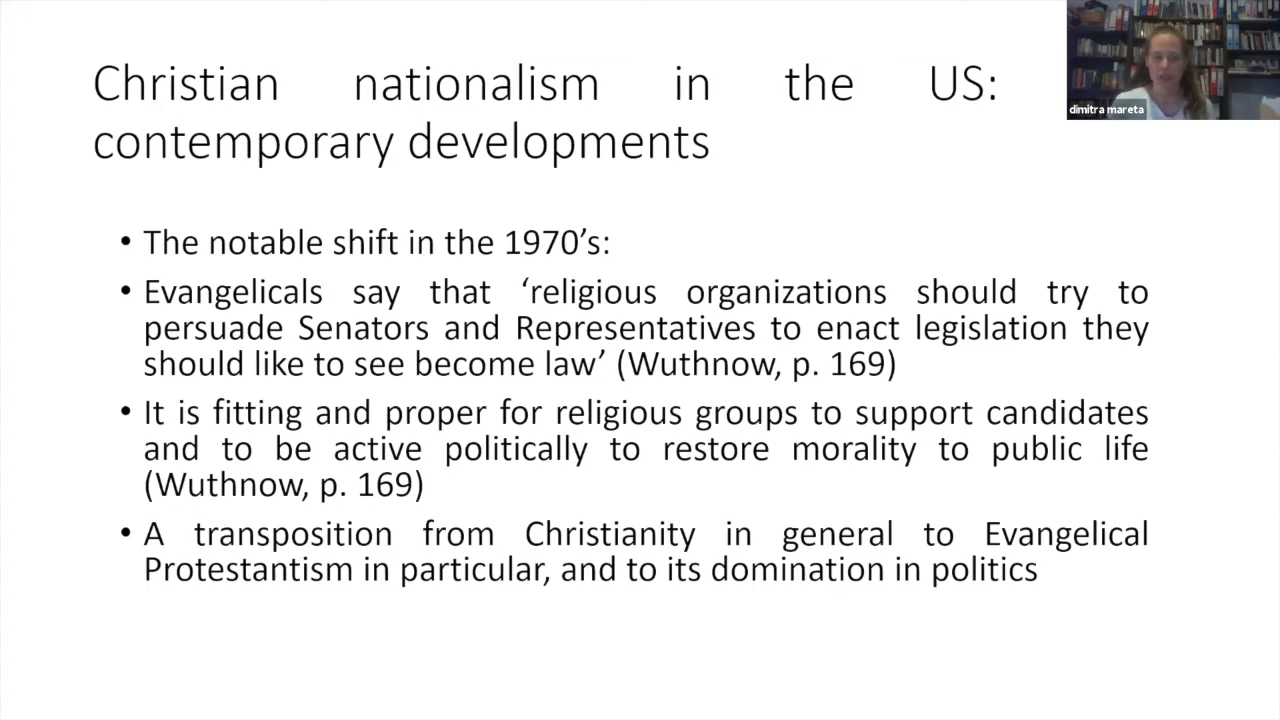 Christian nationalism in the US:
contemporary developments
dimitra mareta
• The notable shift in the 1970’s:
• Evangelicals say that ‘religious organizations should try to
persuade Senators and Representatives to enact legislation they
should like to see become law’ (Wuthnow, p. 169)
• It is fitting and proper for religious groups to support candidates
and to be active politically to restore morality to public life
(Wuthnow, p. 169)
• A transposition from Christianity in general to Evangelical
Protestantism in particular, and to its domination in politics